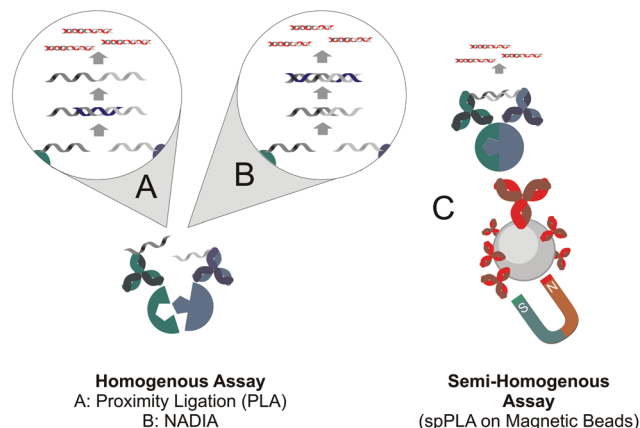 A
B
C
S
N
Homogenous Assay
A: Proximity Ligation (PLA)
B: NADIA
Semi-Homogenous
Assay
(spPLA on Magnetic Beads)